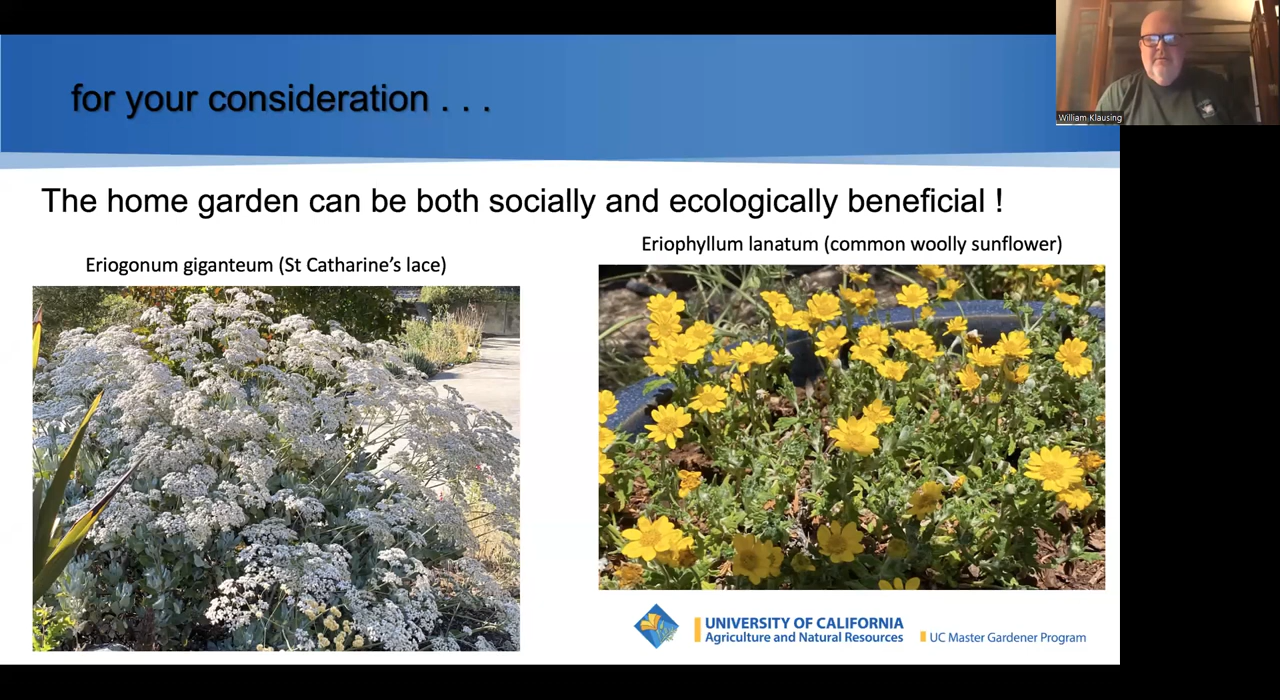 for your consideration . . .
William Klausing
The home garden can be both socially and ecologically beneficial !
Eriophyllum lanatum (common woolly sunflower)
Eriogonum giganteum (St Catharine’s lace)
UNIVERSITY OF CALIFORNIA
Agriculture and Natural Resources
UC Master Gardener Program